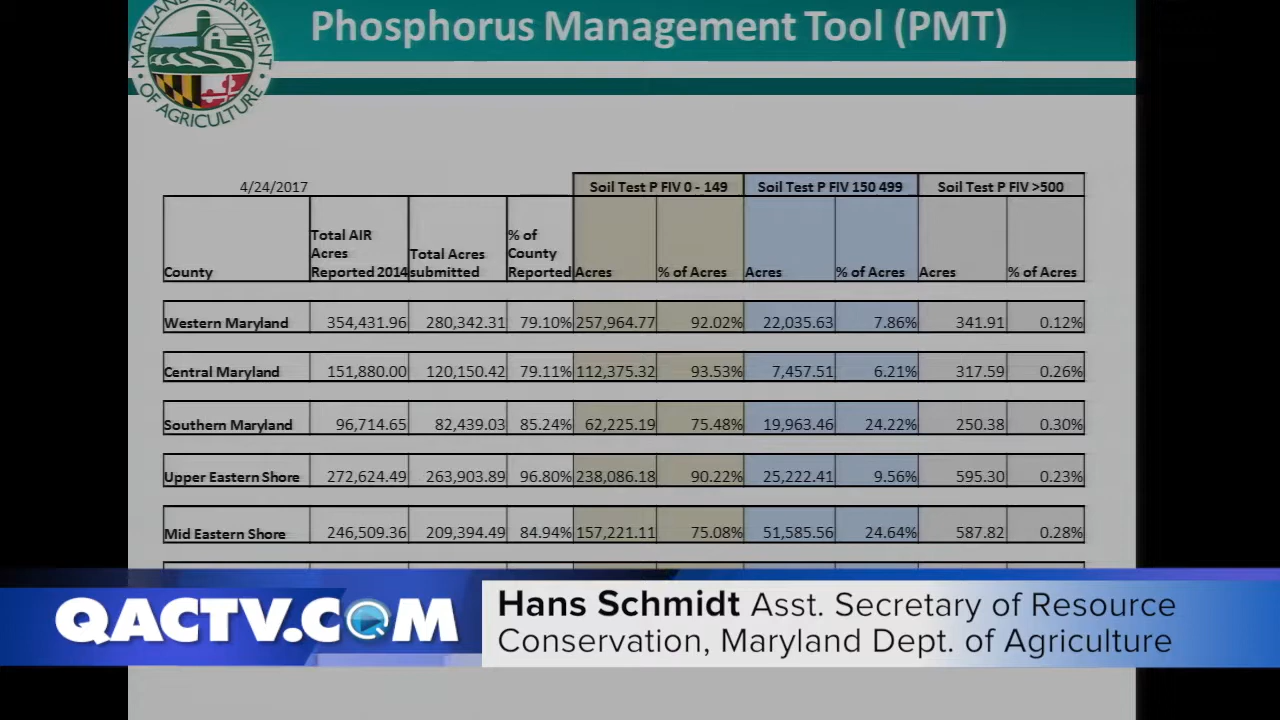 MARYLAND DEPARTMENT
OF AGRICULTURE
Phosphorus Management Tool (PMT)
4/24/2017 Soil Test P FIV 0 - 149 Soil Test P FIV 150 499 Soil Test P FIV >500
Total AIR % of
Acres Total Acres County
County Reported 2014 submitted Reported Acres % of Acres Acres % of Acres Acres % of Acres
Western Maryland 354,431.96 280,342.31 79.10% 257,964.77 92.02% 22,035.63 7.86% 341.91 0.12%
Central Maryland 151,880.00 120,150.42 79.11% 112,375.32 93.53% 7,457.51 6.21% 317.59 0.26%
Southern Maryland 96,714.65 82,439.03 85.24% 62,225.19 75.48% 19,963.46 24.22% 250.38 0.30%
Upper Eastern Shore 272,624.49 263,903.89 96.80% 238,086.18 90.22% 25,222.41 9.56% 595.30 0.23%
Mid Eastern Shore 246,509.36 209,394.49 84.94% 157,221.11 75.08% 51,585.56 24.64% 587.82 0.28%
QACTV.COM
Hans Schmidt Asst. Secretary of Resource
Conservation, Maryland Dept. of Agriculture